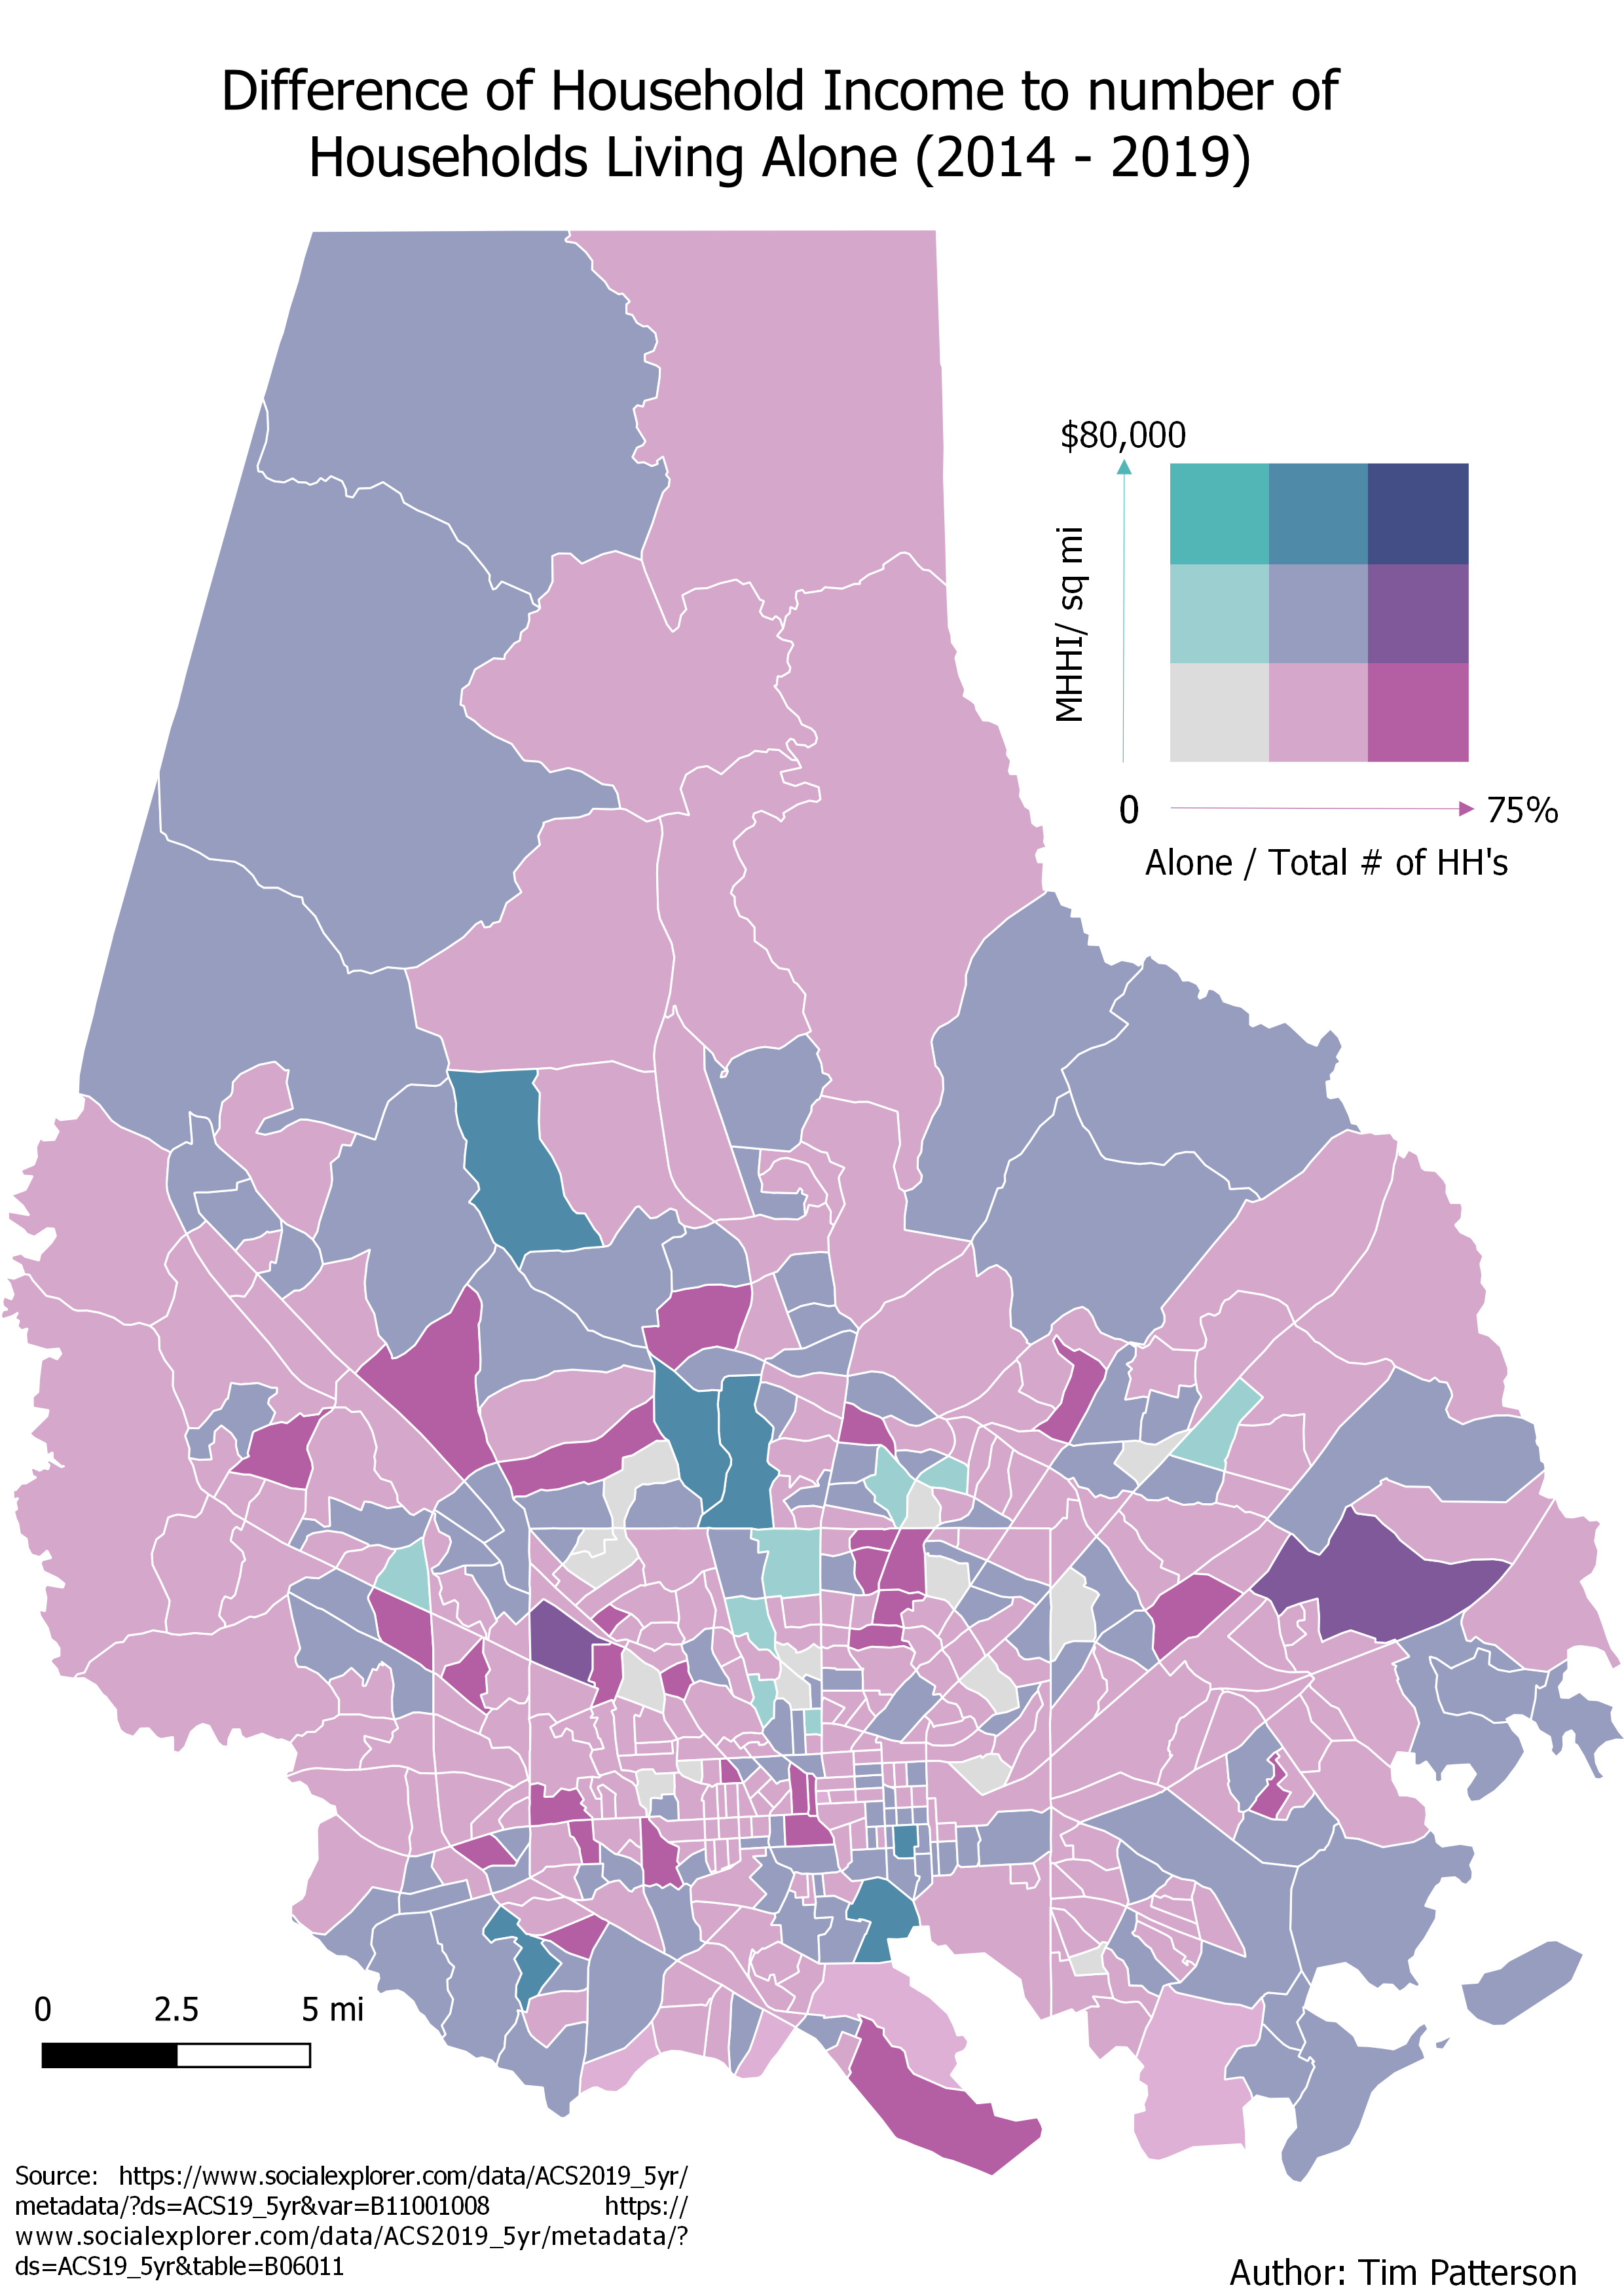 Difference of Household Income to number of
Households Living Alone (2014 - 2019)
$80,000
MHHI/ sq mi
0
75%
Alone / Total # of HH's
0 2.5 5 mi
Source: https://www.socialexplorer.com/data/ACS2019_5yr/
metadata/?ds=ACS19_5yr&var=B11001008 https://
www.socialexplorer.com/data/ACS2019_5yr/metadata/?
ds=ACS19_5yr&table=B06011
Author: Tim Patterson